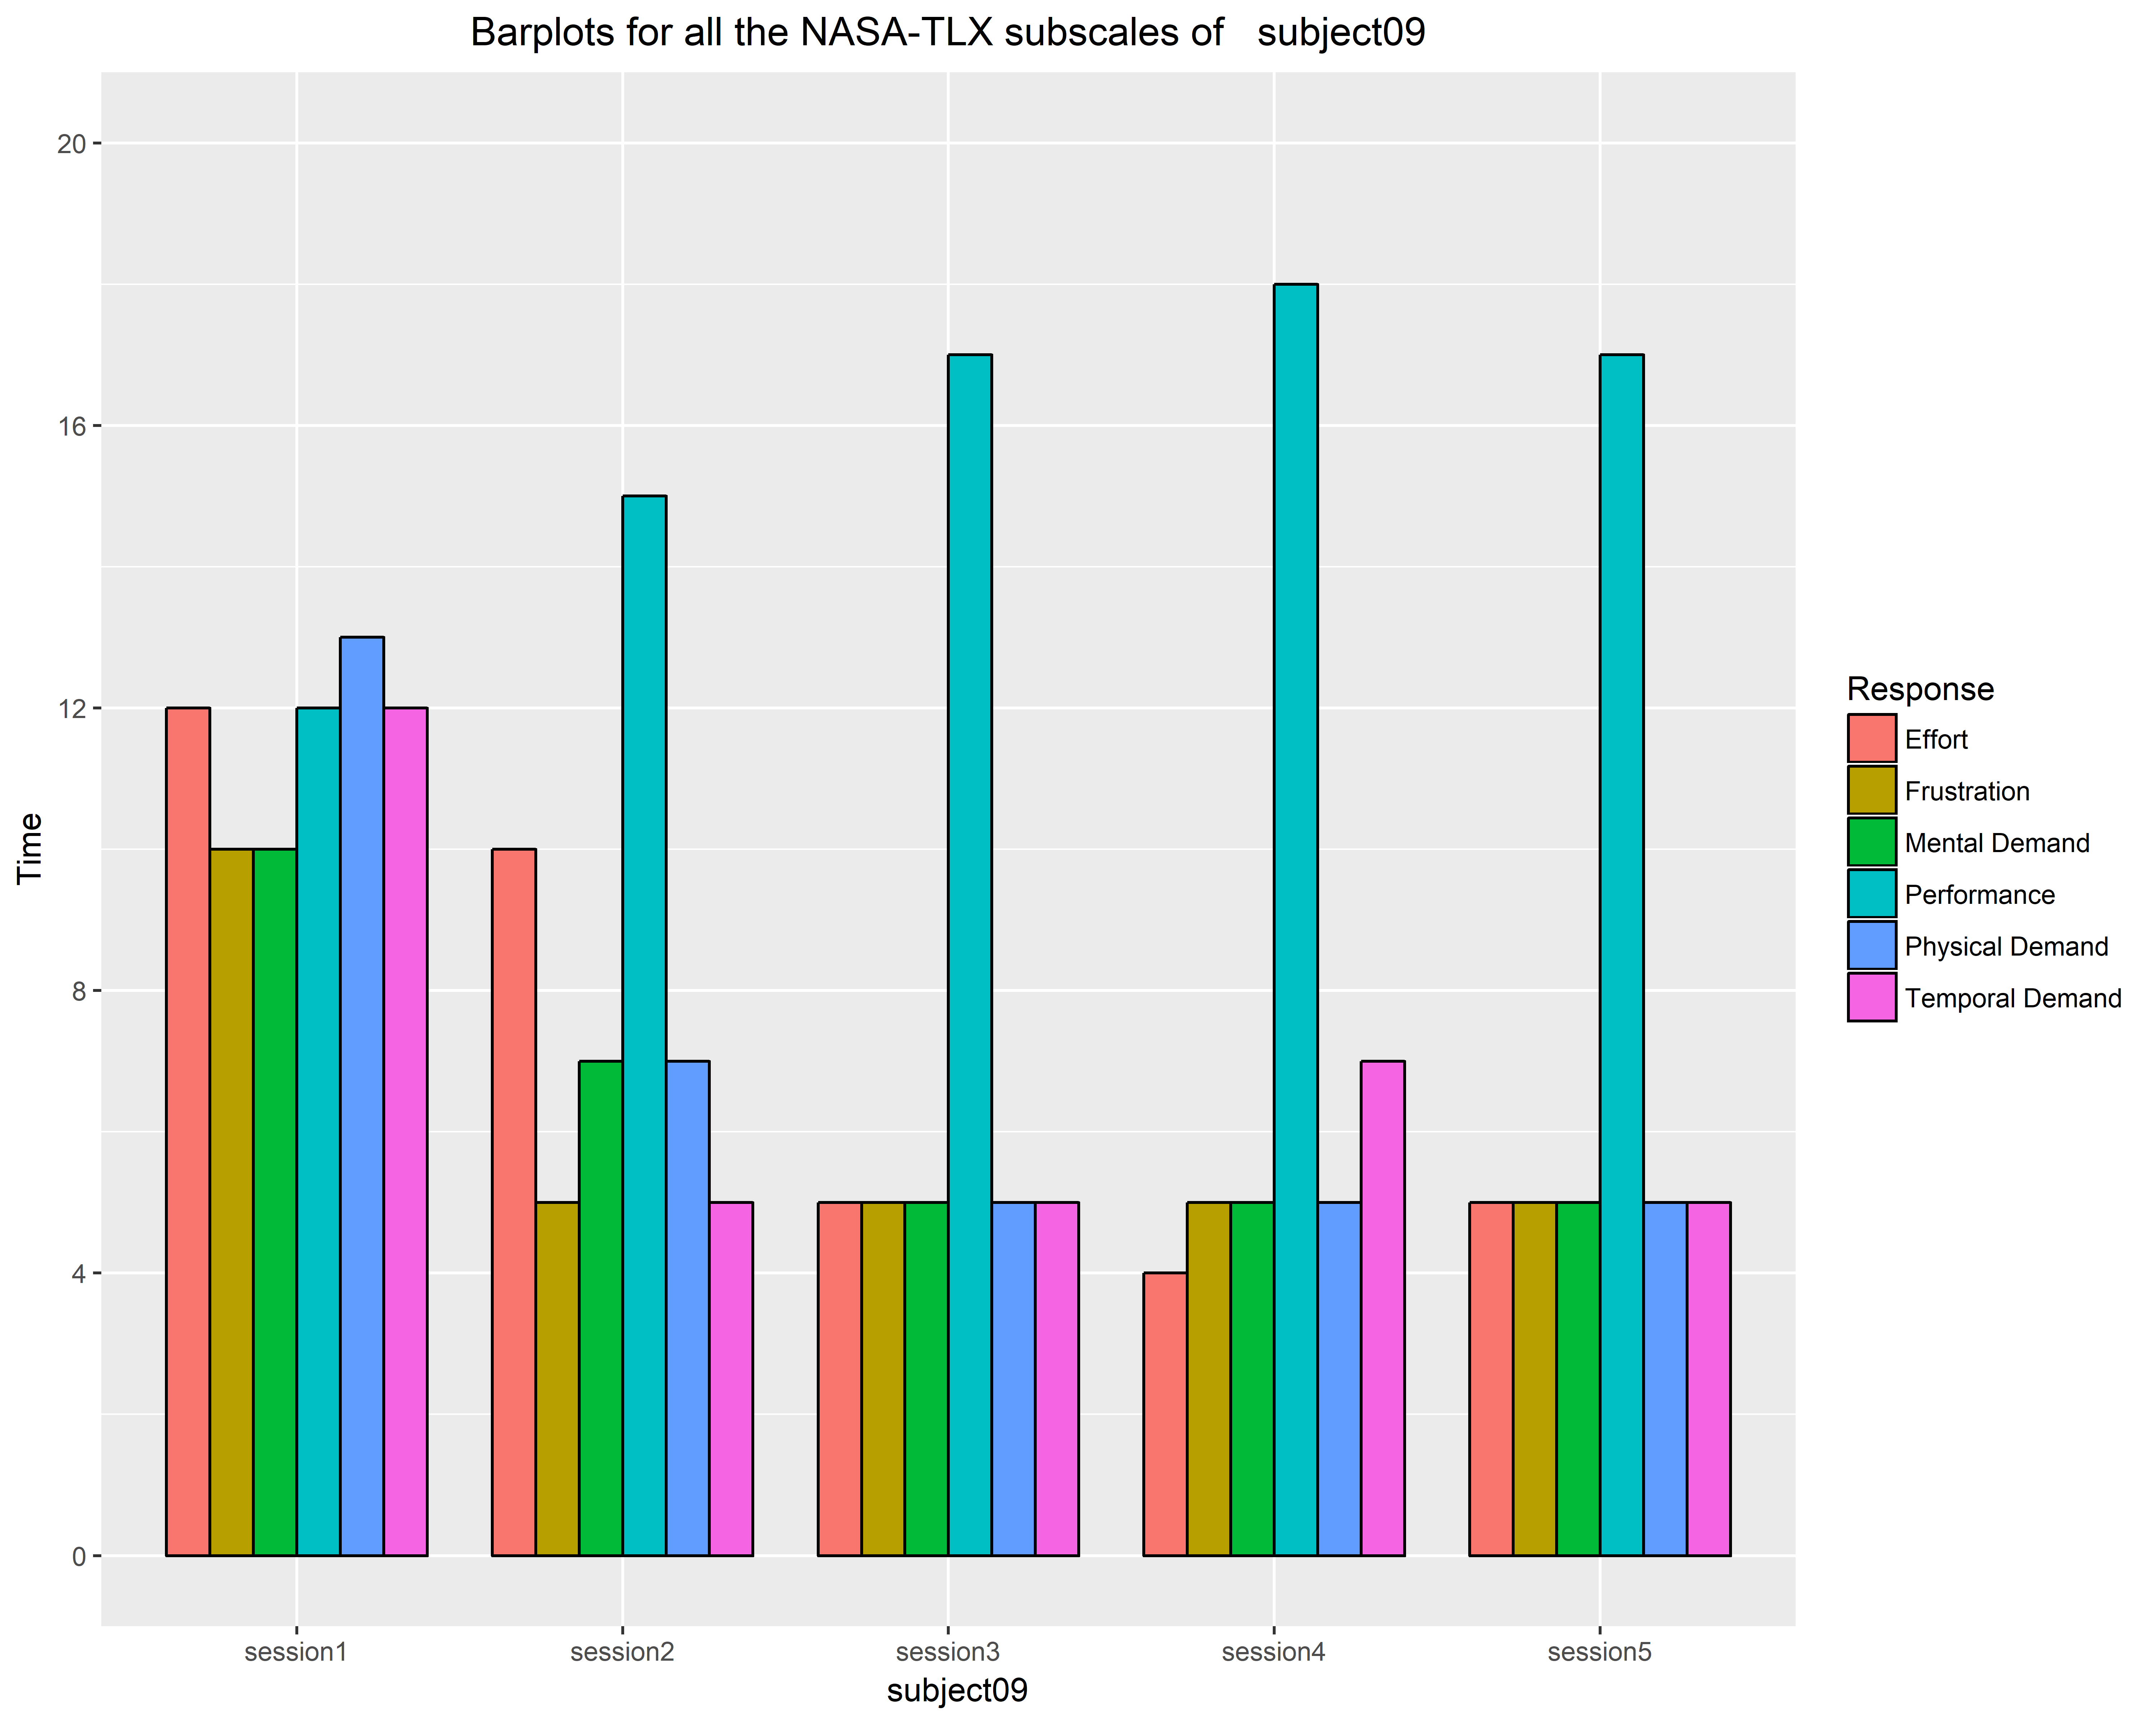 Barplots for all the NASA-TLX subscales of   subject09
20
16
12
8
4
0
Time
session1 session2 session3 session4 session5
subject09
Response
Effort
Frustration
Mental Demand
Performance
Physical Demand
Temporal Demand